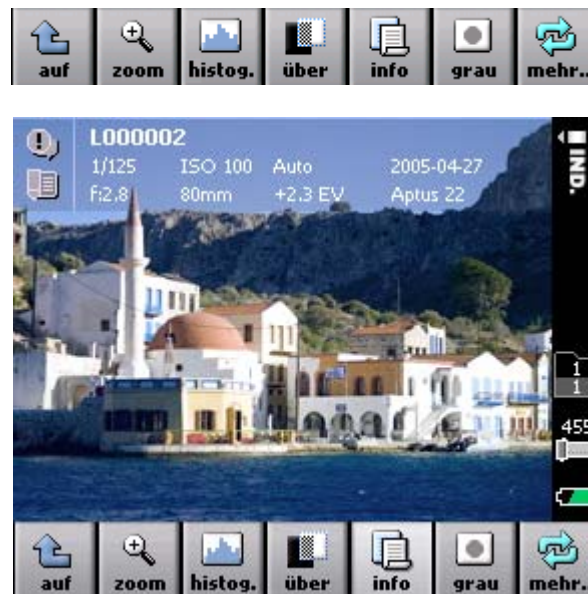 auf zoom histog. über info grau mehr..
L000002
1/125 ISO 100 Auto 2005-04-27
f:2.8 80mm +2.3 EV Aptus 22
IND.
1
1
455
auf zoom histog. über info grau mehr..